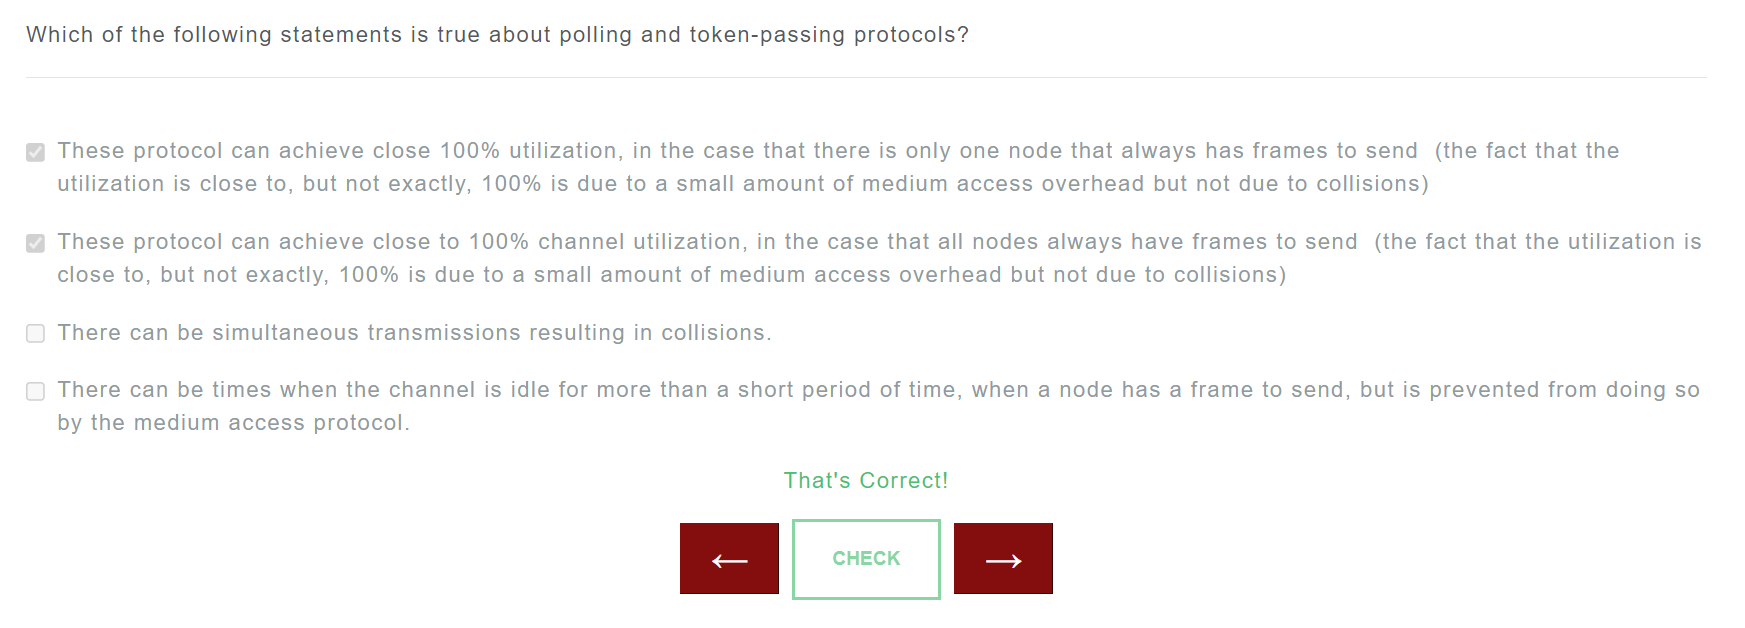 Which of the following statements is true about polling and token-passing protocols?
These protocol can achieve close 100% utilization, in the case that there is only one node that always has frames to send  (the fact that the
utilization is close to, but not exactly, 100% is due to a small amount of medium access overhead but not due to collisions)
These protocol can achieve close to 100% channel utilization, in the case that all nodes always have frames to send  (the fact that the utilization is
close to, but not exactly, 100% is due to a small amount of medium access overhead but not due to collisions)
There can be simultaneous transmissions resulting in collisions.
There can be times when the channel is idle for more than a short period of time, when a node has a frame to send, but is prevented from doing so
by the medium access protocol.
That's Correct!
← CHECK →